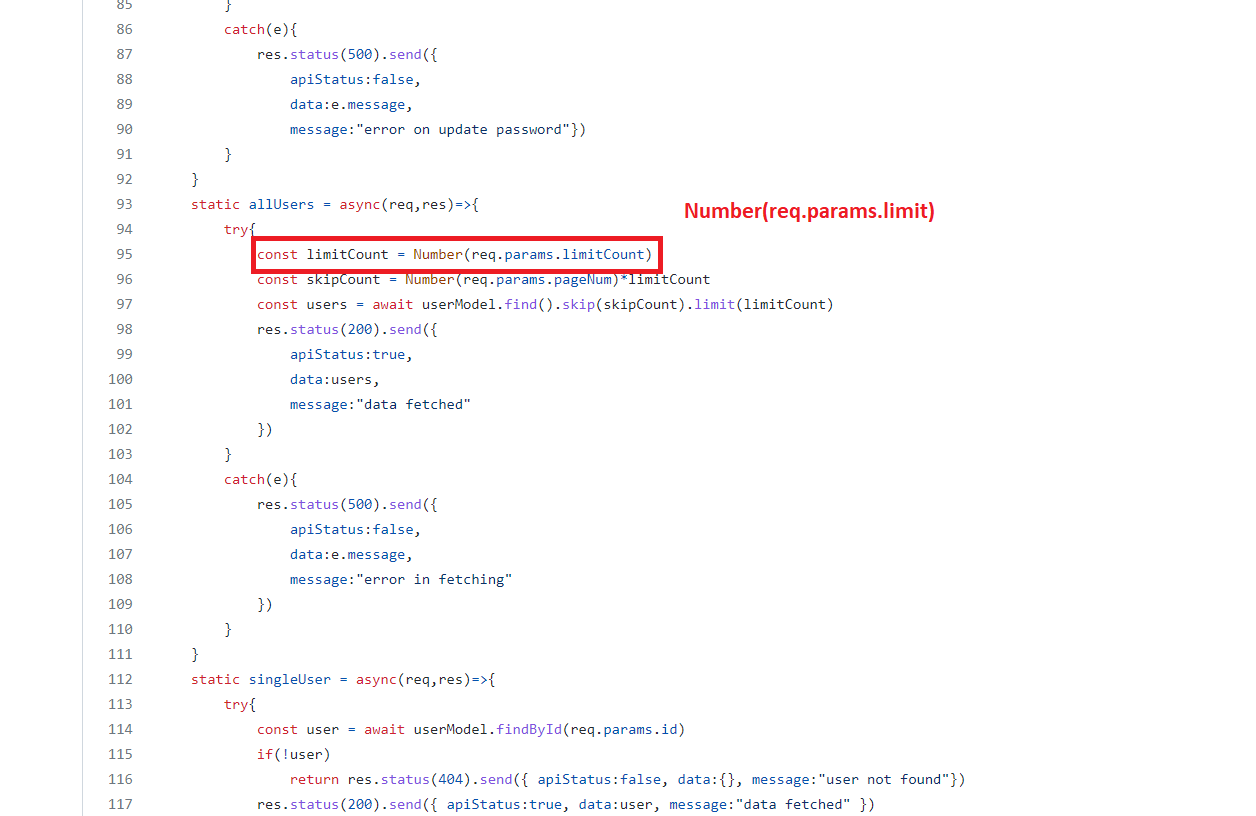 85 }
86 catch(e){
87 res.status(500).send({
88 apiStatus:false,
89 data:e.message,
90 message:"error on update password"})
91 }
92 }
93 static allUsers = async(req,res)=>{
Number(req.params.limit)
94 try{
95 const limitCount = Number(req.params.limitCount)
96 const skipCount = Number(req.params.pageNum)*limitCount
97 const users = await userModel.find().skip(skipCount).limit(limitCount)
98 res.status(200).send({
99 apiStatus:true,
100 data:users,
101 message:"data fetched"
102 })
103 }
104 catch(e){
105 res.status(500).send({
106 apiStatus:false,
107 data:e.message,
108 message:"error in fetching"
109 })
110 }
111 }
112 static singleUser = async(req,res)=>{
113 try{
114 const user = await userModel.findById(req.params.id)
115 if(!user)
116 return res.status(404).send({ apiStatus:false, data:{}, message:"user not found"})
117 res.status(200).send({ apiStatus:true, data:user, message:"data fetched" })